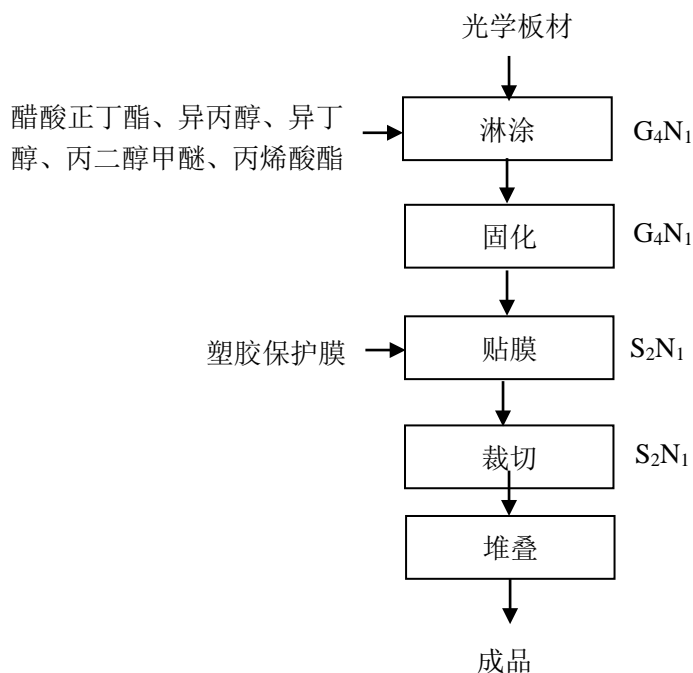 光学板材
醋酸正丁酯、异丙醇、异丁
醇、丙二醇甲醚、丙烯酸酯
淋涂
G₄N₁
固化
G₄N₁
塑胶保护膜
贴膜
S₂N₁
裁切
S₂N₁
堆叠
成品